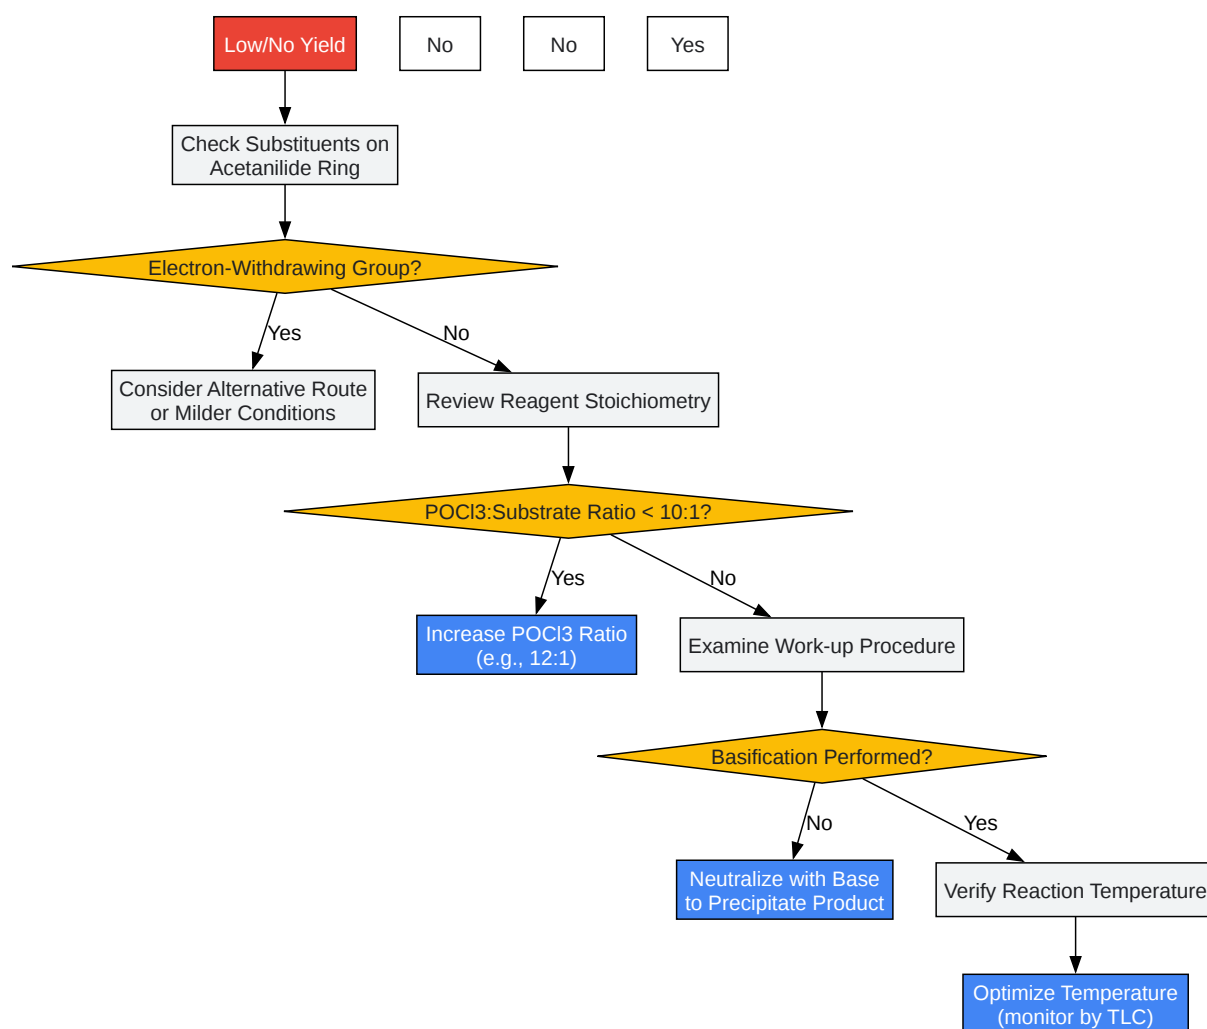 Low/No Yield
No
No
Yes
Check Substituents on
Acetanilide Ring
Electron-Withdrawing Group?
Yes
No
Consider Alternative Route
or Milder Conditions
Review Reagent Stoichiometry
POCl3:Substrate Ratio < 10:1?
Yes
No
Increase POCl3 Ratio
(e.g., 12:1)
Examine Work-up Procedure
Basification Performed?
No
Yes
Neutralize with Base
to Precipitate Product
Verify Reaction Temperature
Optimize Temperature
(monitor by TLC)